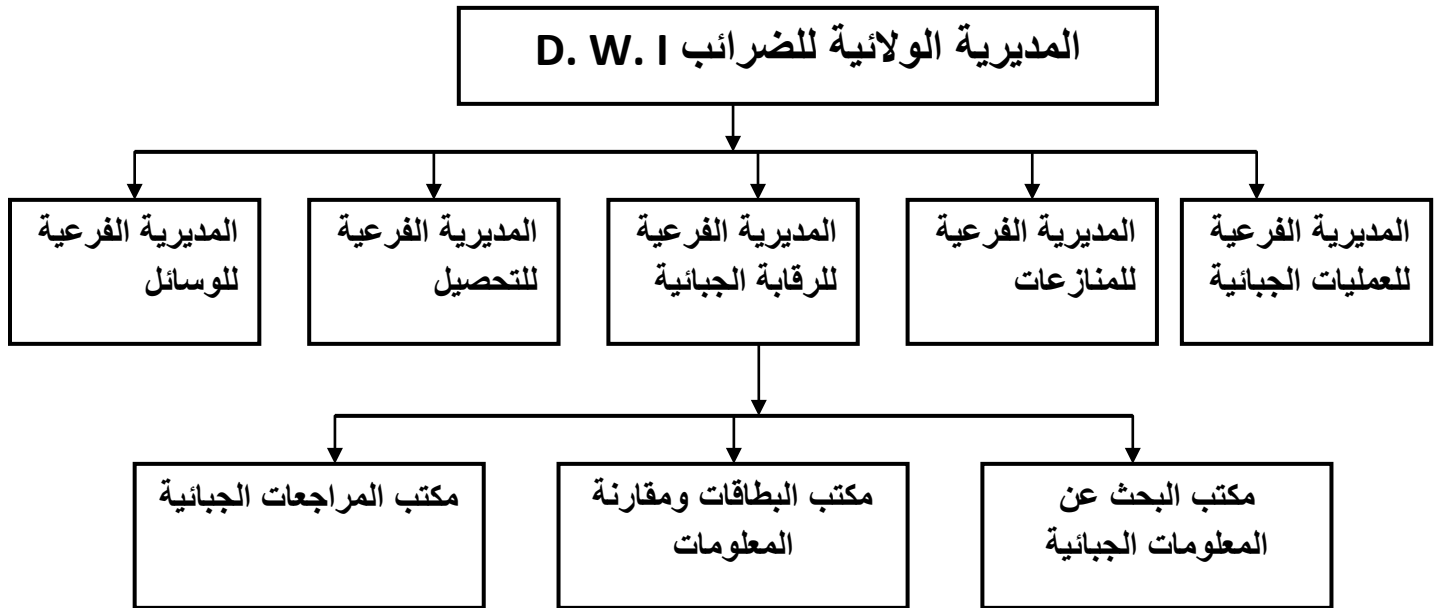 المديرية الولائية للضرائب D. W. I
المديرية الفرعية
للعمليات الجبائية
المديرية الفرعية
للمنازعات
المديرية الفرعية
للرقابة الجبائية
المديرية الفرعية
للتحصيل
المديرية الفرعية
للوسائل
مكتب البحث عن
المعلومات الجبائية
مكتب البطاقات ومقارنة
المعلومات
مكتب المراجعات الجبائية